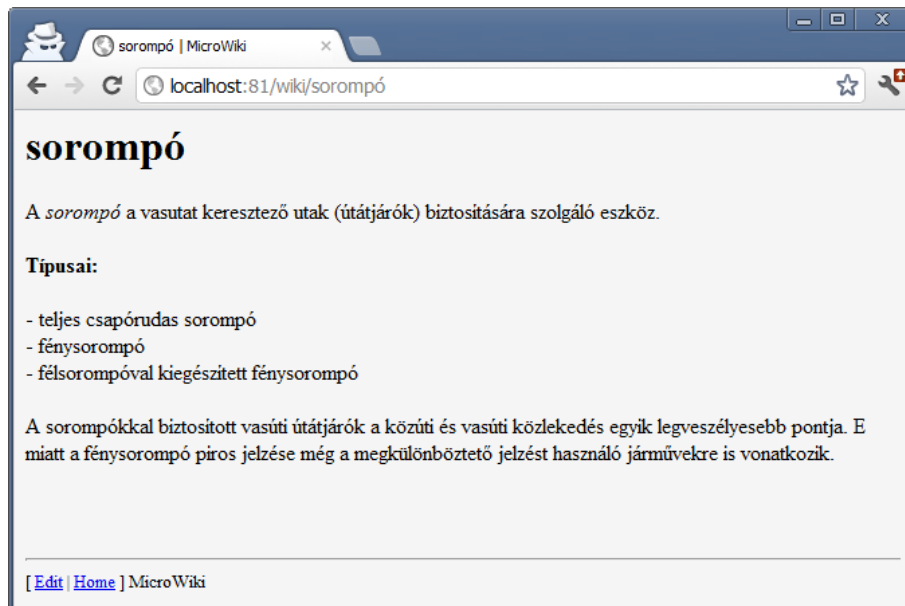 sorompó | MicroWiki
localhost:81/wiki/sorompó
sorompó
A sorompó a vasutat keresztező utak (útátjárók) biztosítására szolgáló eszköz.
Típusai:
- teljes csapórudas sorompó
- fénysorompó
- félsorompóval kiegészített fénysorompó
A sorompókkal biztosított vasúti útátjárók a közúti és vasúti közlekedés egyik legveszélyesebb pontja. E
miatt a fénysorompó piros jelzése még a megkülönböztető jelzést használó járművekre is vonatkozik.
[ Edit | Home ] MicroWiki